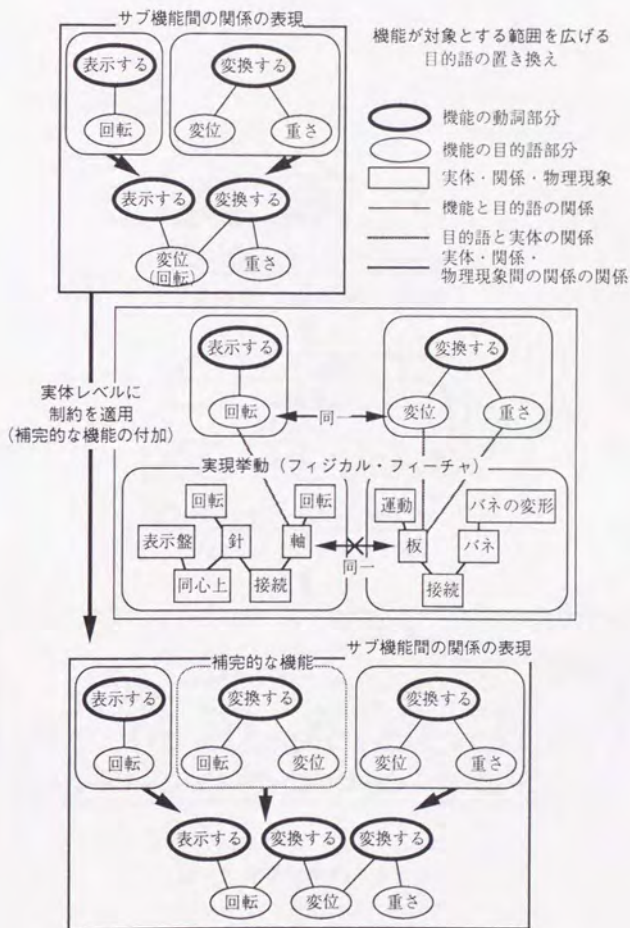 サブ機能間の関係の表現
表示する
変換する
回転
変位
重さ
表示する
変換する
変位
(回転)
重さ
機能が対象とする範囲を広げる
目的語の置き換え
機能の動詞部分
機能の目的語部分
実体・関係・物理現象
機能と目的語の関係
目的語と実体の関係
実体・関係・
物理現象間の関係の関係
実体レベルに
制約を適用
(補完的な機能の付加)
表示する
変換する
回転
同一
変位
重さ
実現挙動(フィジカル・フィーチャ)
回転
回転
運動
バネの変形
表示盤
針
軸
板
バネ
同一
同心上
接続
接続
サブ機能間の関係の表現
補完的な機能
表示する
変換する
変換する
回転
回転
変位
変位
重さ
表示する
変換する
変換する
回転
変位
重さ